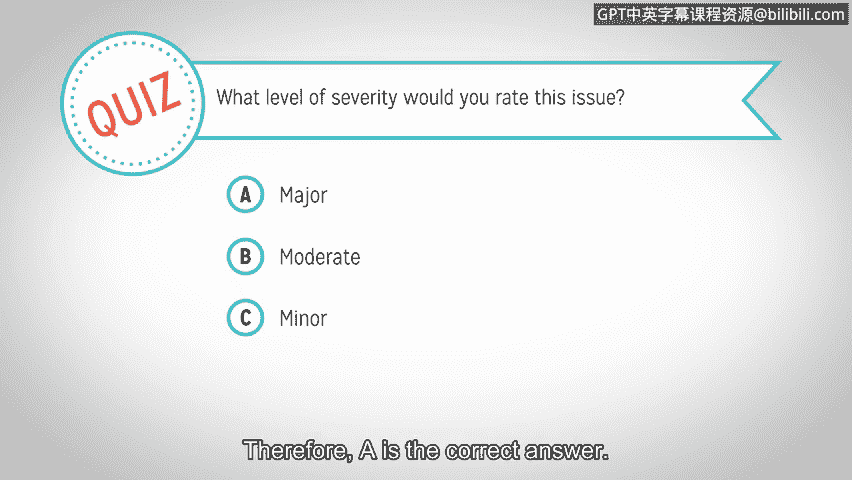 GPT中英字幕课程资源@bilibili.com
QUIZ
What level of severity would you rate this issue?
A Major
B Moderate
C Minor
Therefore, A is the correct answer.